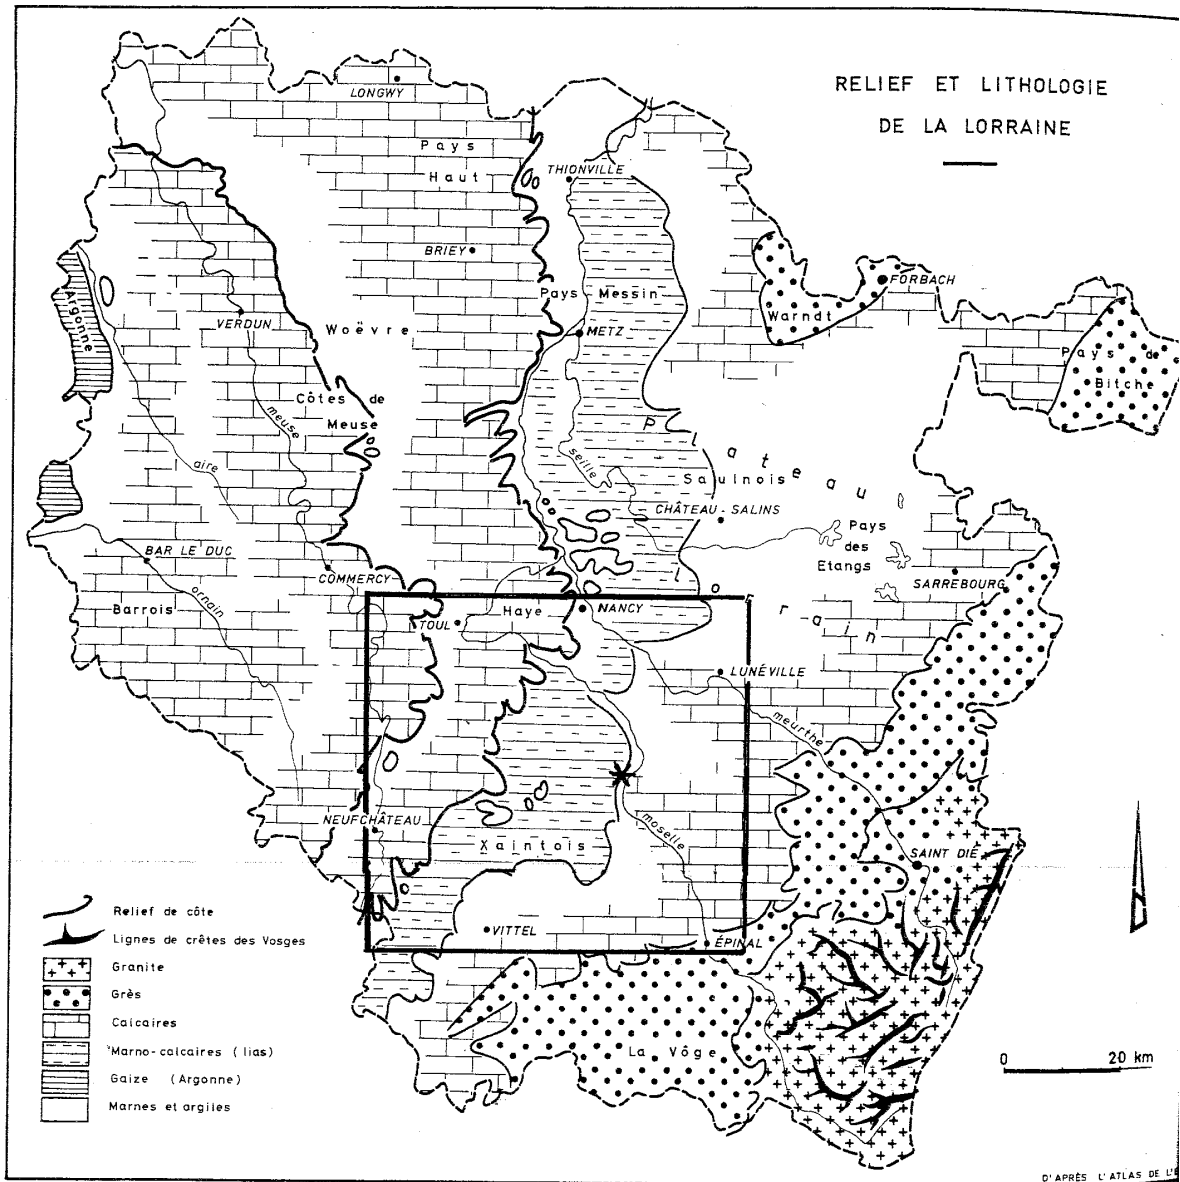 RELIEF ET LITHOLOGIE
DE LA LORRAINE
LONGWY
Pays
Haut
THIONVILLE
BRIEY
Pays Messin
FORBACH
Warndt
Argonne
VERDUN
Woëvre
METZ
Pays de
Bitche
Côtes de
Meuse
meuse
aire
seille
Plateau lorrain
Saulnois
CHÂTEAU-SALINS
Pays
des
Etangs
BAR LE DUC
COMMERCY
SARREBOURG
Barrois
ornain
Haye
NANCY
TOUL
LUNÉVILLE
meurthe
NEUFCHÂTEAU
moselle
Xaintois
SAINT DIÉ
VITTEL
ÉPINAL
La Vôge
Relief de côte
Lignes de crêtes des Vosges
Granite
Grès
Calcaires
Marno-calcaires (lias)
Gaize (Argonne)
Marnes et argiles
0 20 km
D'APRÈS L'ATLAS DE L'E